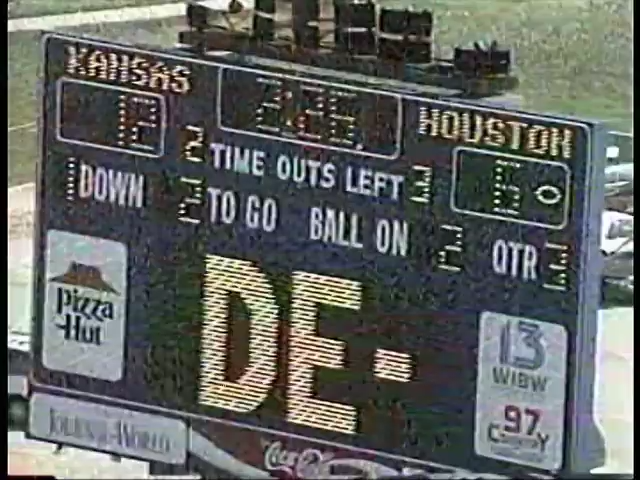 KANSAS
HOUSTON
12
2
TIME OUTS LEFT
3
DOWN
TO GO
BALL ON
QTR
DE-
Pizza
Hut
13
WIBW
97
COUNTRY
Coca-Cola